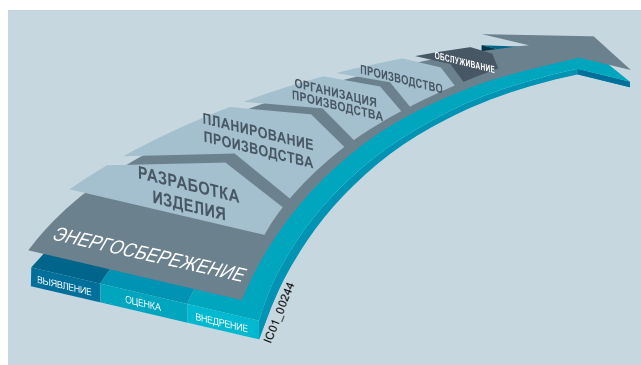 ОБСЛУЖИВАНИЕ
ПРОИЗВОДСТВО
ОРГАНИЗАЦИЯ
ПРОИЗВОДСТВА
ПЛАНИРОВАНИЕ
ПРОИЗВОДСТВА
РАЗРАБОТКА
ИЗДЕЛИЯ
ЭНЕРГОСБЕРЕЖЕНИЕ
ВЫЯВЛЕНИЕ
ОЦЕНКА
ВНЕДРЕНИЕ
IC01_00244